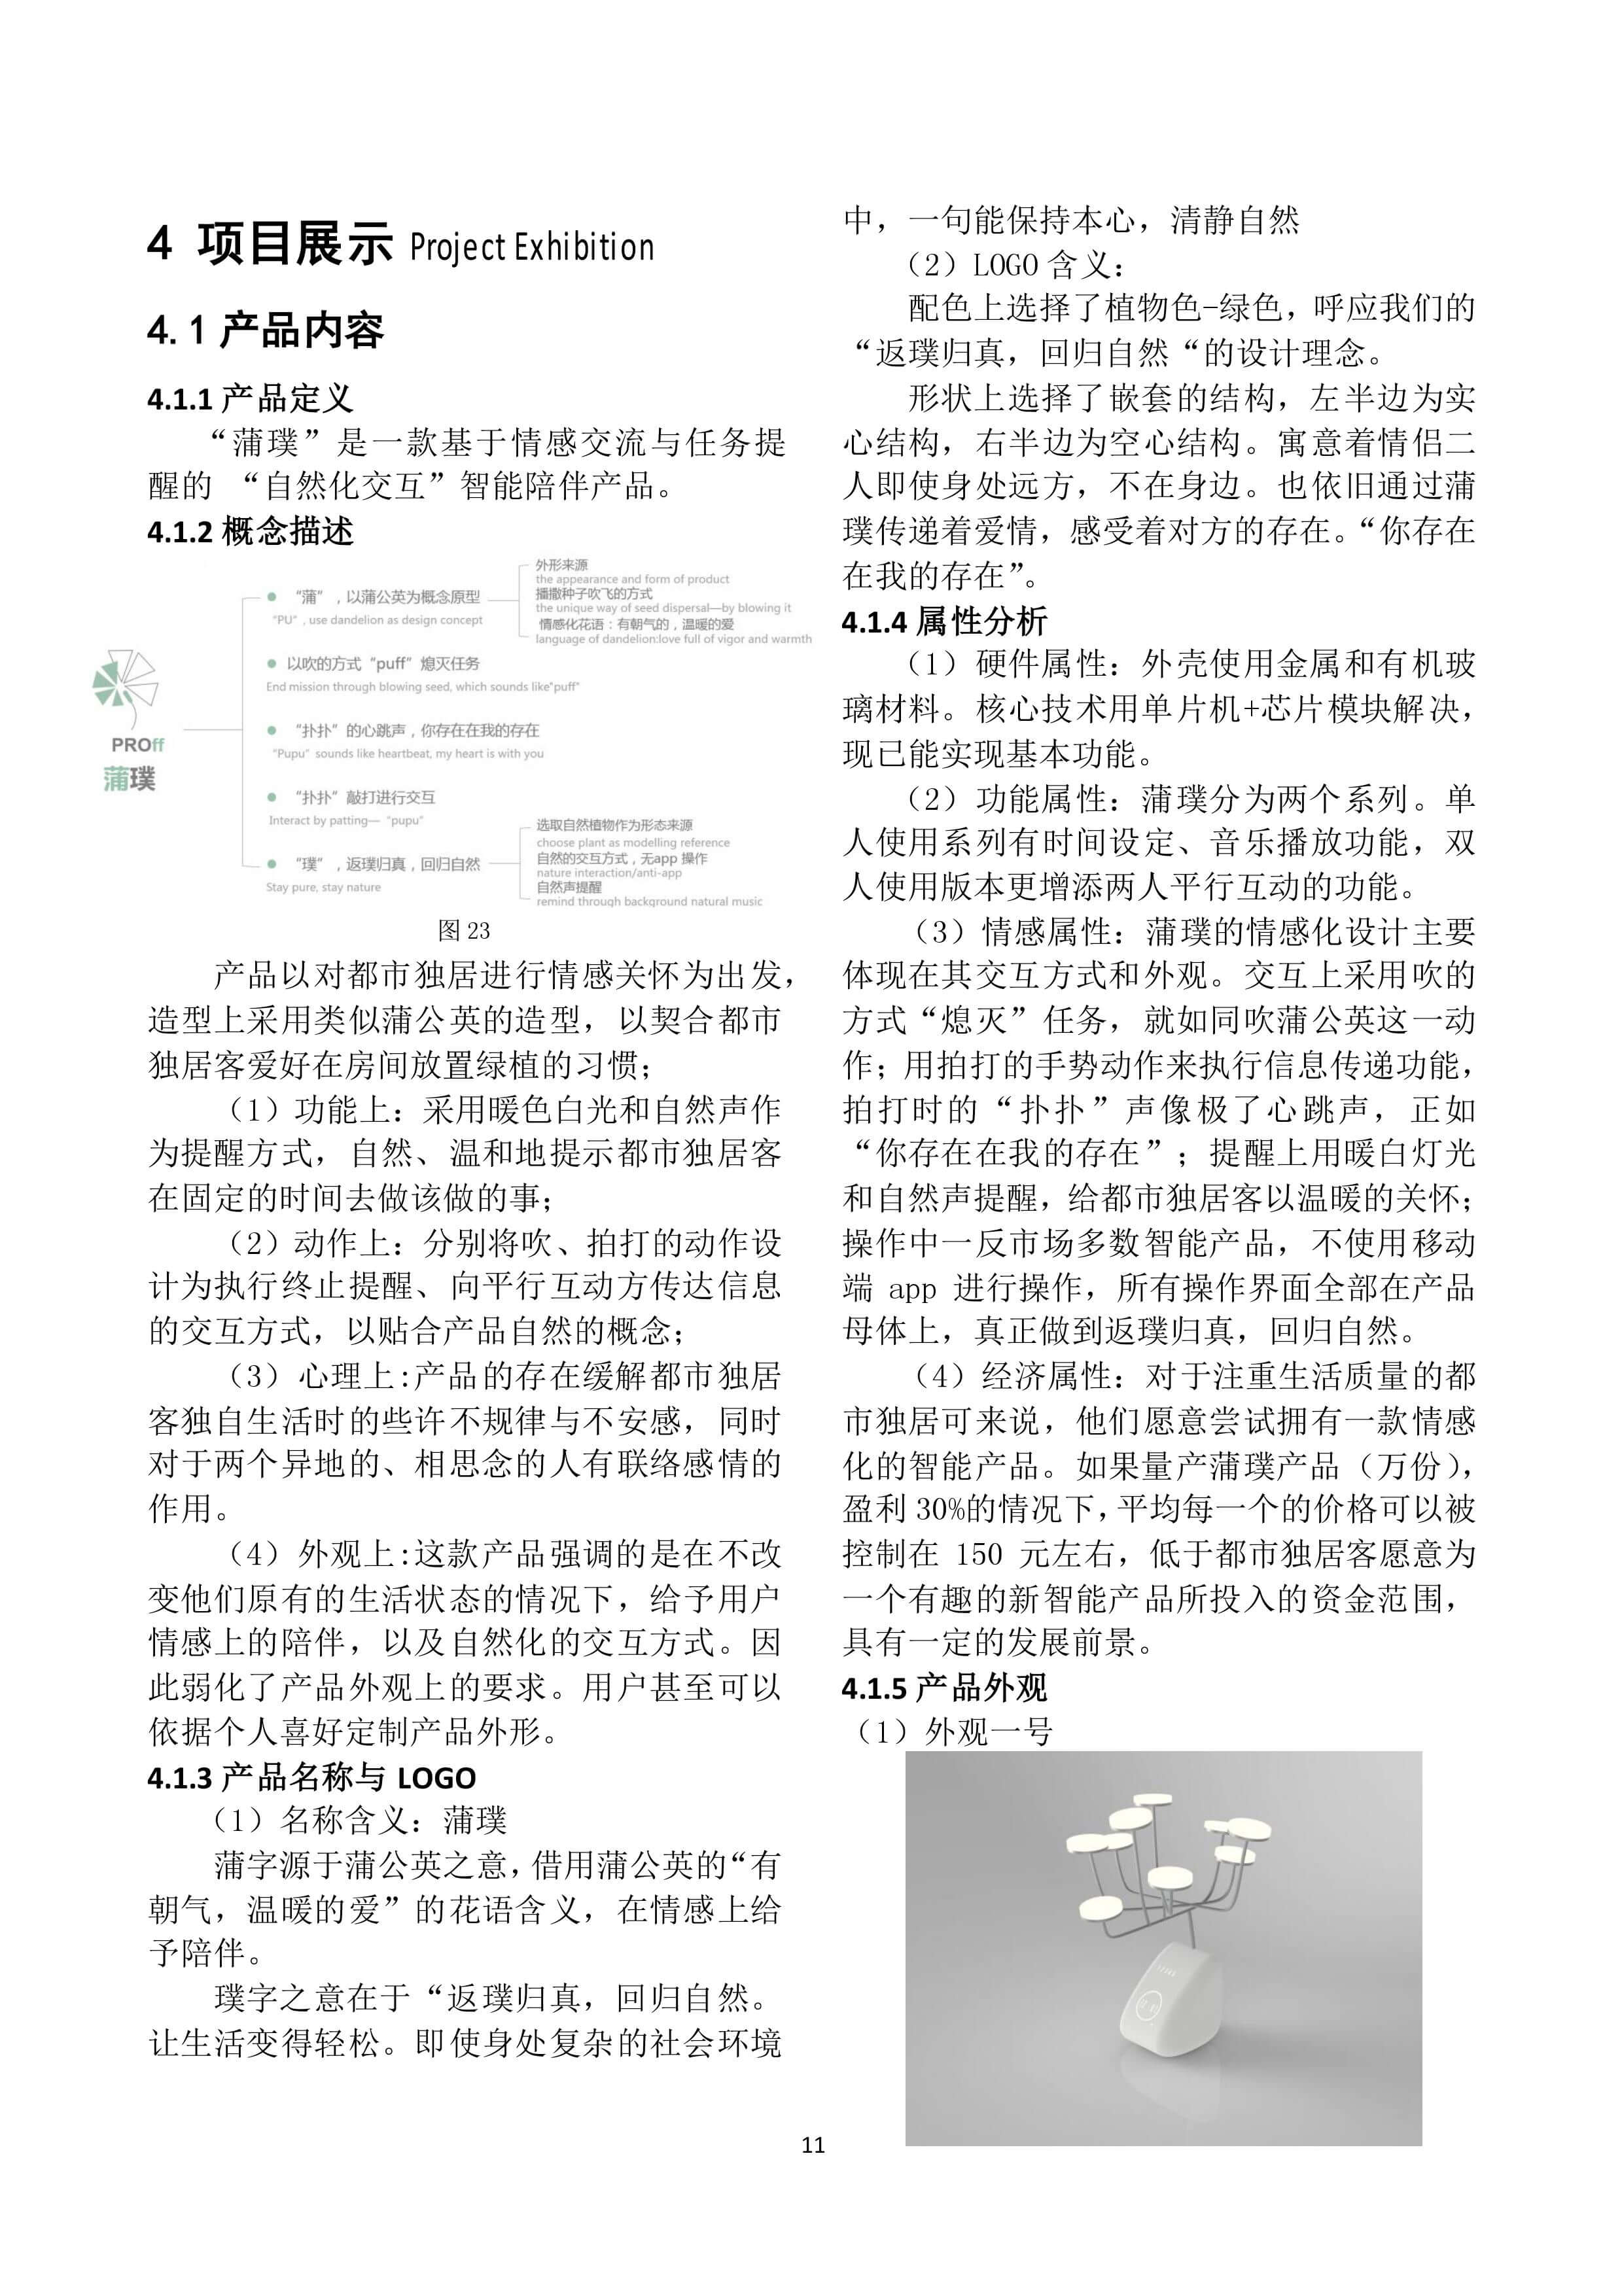 4 项目展示 Project Exhibition
4.1 产品内容
4.1.1 产品定义
“蒲璞”是一款基于情感交流与任务提
醒的 “自然化交互”智能陪伴产品。
4.1.2 概念描述
PROff
蒲璞
“蒲”，以蒲公英为概念原型
"PU"，use dandelion as design concept
外形来源
the appearance and form of product
播撒种子吹飞的方式
the unique way of seed dispersal—by blowing it
情感化花语：有朝气的，温暖的爱
language of dandelion:love full of vigor and warmth
以吹的方式“puff”熄灭任务
End mission through blowing seed, which sounds like"puff"
“扑扑”的心跳声，你存在在我的存在
"Pupu" sounds like heartbeat, my heart is with you
“扑扑”敲打进行交互
Interact by patting— "pupu"
“璞”，返璞归真，回归自然
Stay pure, stay nature
选取自然植物作为形态来源
choose plant as modelling reference
自然的交互方式，无app 操作
nature interaction/anti-app
自然声提醒
remind through background natural music
图 23
产品以对都市独居进行情感关怀为出发，
造型上采用类似蒲公英的造型，以契合都市
独居客爱好在房间放置绿植的习惯；
（1）功能上：采用暖色白光和自然声作
为提醒方式，自然、温和地提示都市独居客
在固定的时间去做该做的事；
（2）动作上：分别将吹、拍打的动作设
计为执行终止提醒、向平行互动方传达信息
的交互方式，以贴合产品自然的概念；
（3）心理上:产品的存在缓解都市独居
客独自生活时的些许不规律与不安感，同时
对于两个异地的、相思念的人有联络感情的
作用。
（4）外观上:这款产品强调的是在不改
变他们原有的生活状态的情况下，给予用户
情感上的陪伴，以及自然化的交互方式。因
此弱化了产品外观上的要求。用户甚至可以
依据个人喜好定制产品外形。
4.1.3 产品名称与 LOGO
（1）名称含义：蒲璞
蒲字源于蒲公英之意，借用蒲公英的“有
朝气，温暖的爱”的花语含义，在情感上给
予陪伴。
璞字之意在于“返璞归真，回归自然。
让生活变得轻松。即使身处复杂的社会环境
中，一句能保持本心，清静自然
（2）LOGO 含义：
配色上选择了植物色-绿色，呼应我们的
“返璞归真，回归自然“的设计理念。
形状上选择了嵌套的结构，左半边为实
心结构，右半边为空心结构。寓意着情侣二
人即使身处远方，不在身边。也依旧通过蒲
璞传递着爱情，感受着对方的存在。“你存在
在我的存在”。
4.1.4 属性分析
（1）硬件属性：外壳使用金属和有机玻
璃材料。核心技术用单片机+芯片模块解决，
现已能实现基本功能。
（2）功能属性：蒲璞分为两个系列。单
人使用系列有时间设定、音乐播放功能，双
人使用版本更增添两人平行互动的功能。
（3）情感属性：蒲璞的情感化设计主要
体现在其交互方式和外观。交互上采用吹的
方式“熄灭”任务，就如同吹蒲公英这一动
作；用拍打的手势动作来执行信息传递功能，
拍打时的“扑扑”声像极了心跳声，正如
“你存在在我的存在”；提醒上用暖白灯光
和自然声提醒，给都市独居客以温暖的关怀；
操作中一反市场多数智能产品，不使用移动
端 app 进行操作，所有操作界面全部在产品
母体上，真正做到返璞归真，回归自然。
（4）经济属性：对于注重生活质量的都
市独居可来说，他们愿意尝试拥有一款情感
化的智能产品。如果量产蒲璞产品（万份），
盈利 30%的情况下，平均每一个的价格可以被
控制在 150 元左右，低于都市独居客愿意为
一个有趣的新智能产品所投入的资金范围，
具有一定的发展前景。
4.1.5 产品外观
（1）外观一号
11